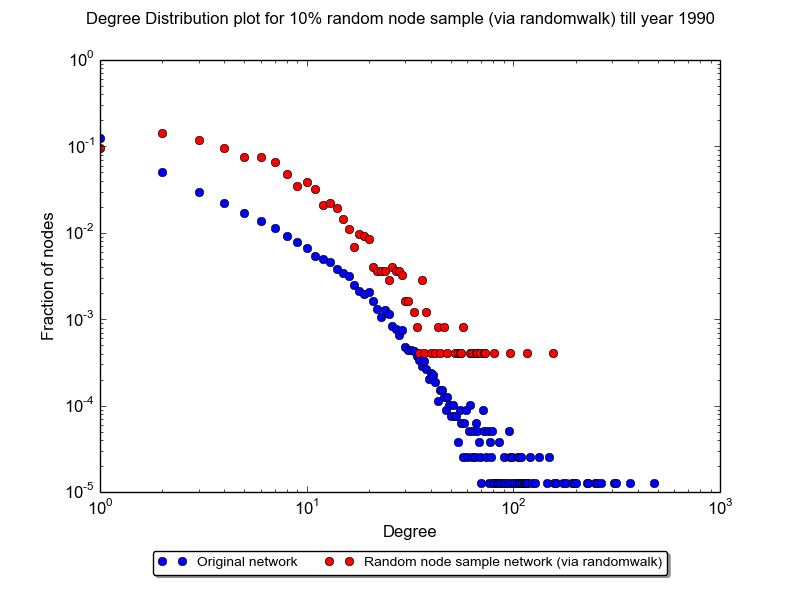 Degree Distribution plot for 10% random node sample (via randomwalk) till year 1990
10^0
10^-1
10^-2
10^-3
10^-4
10^-5
Fraction of nodes
10^0 10^1 10^2 10^3
Degree
Original network Random node sample network (via randomwalk)